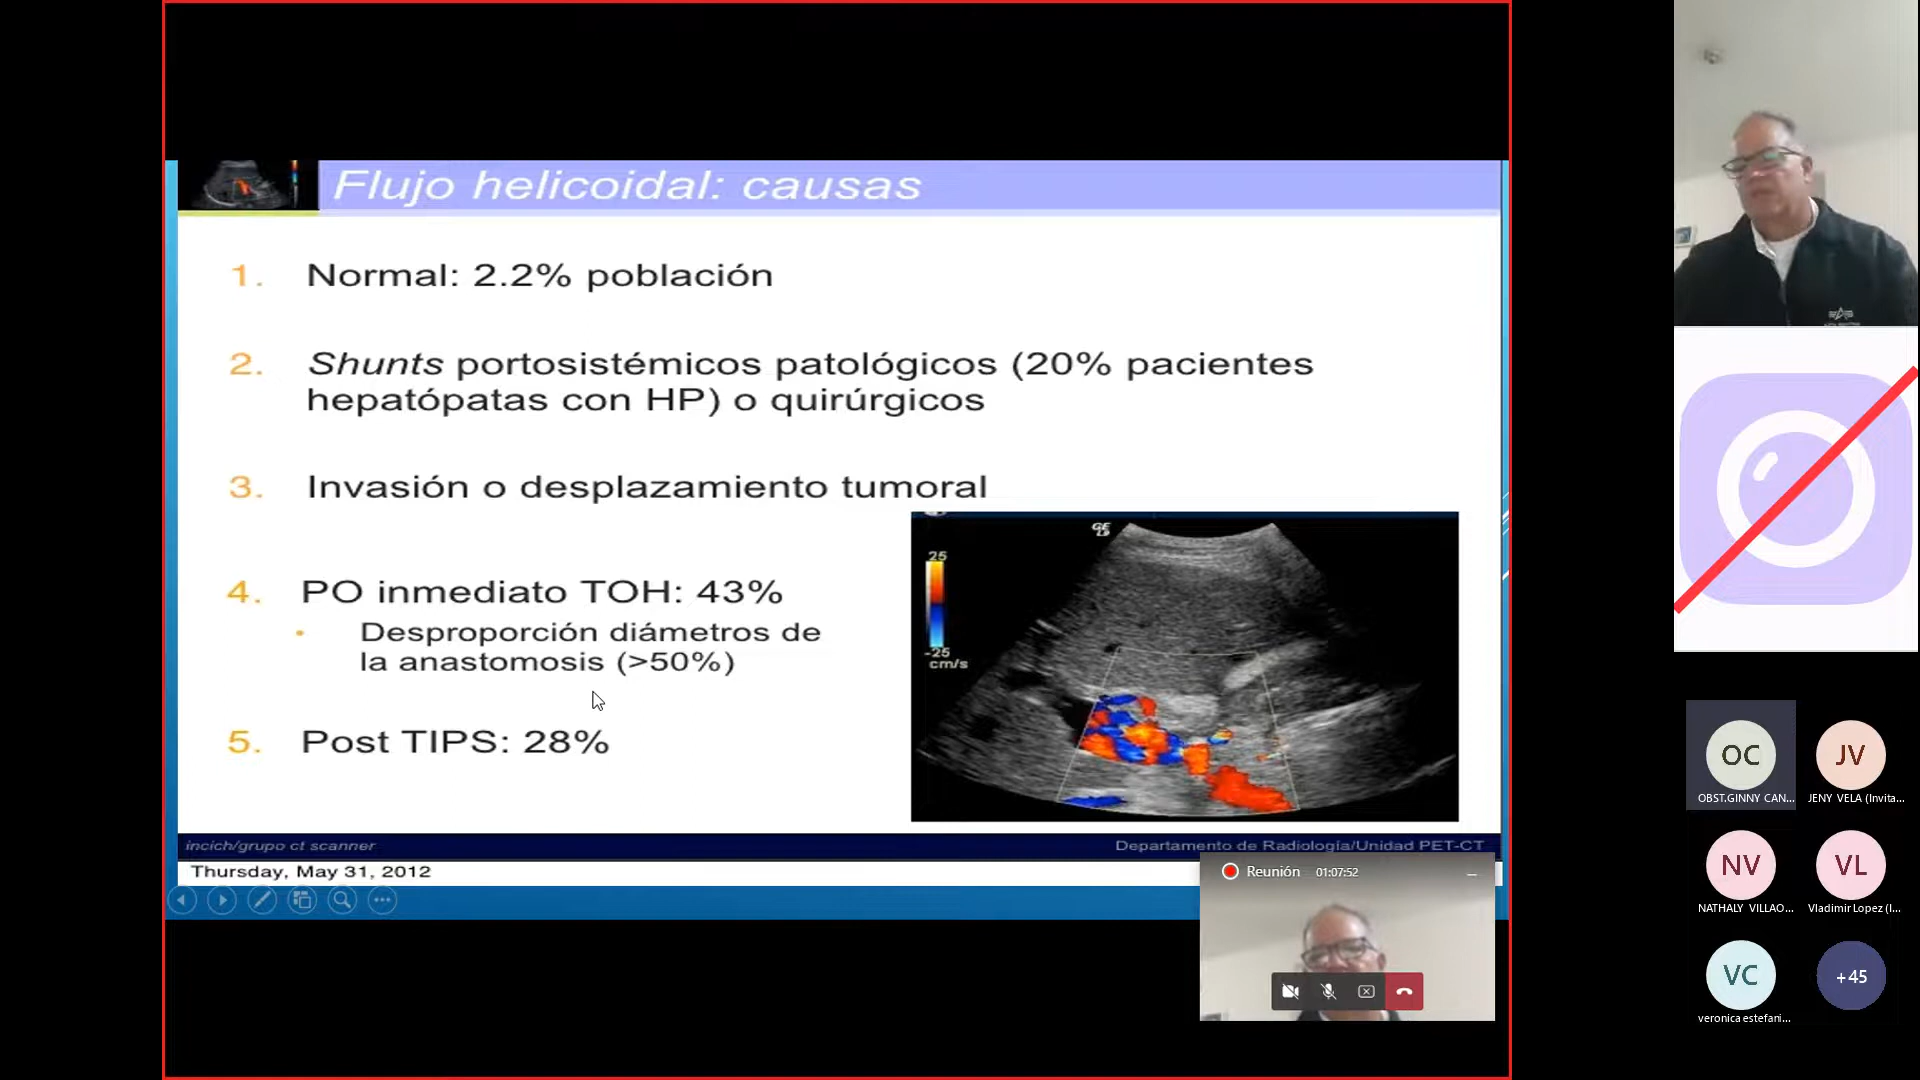 Flujo helicoidal: causas
1. Normal: 2.2% población
2. Shunts portosistémicos patológicos (20% pacientes
hepatópatas con HP) o quirúrgicos
3. Invasión o desplazamiento tumoral
4. PO inmediato TOH: 43%
• Desproporción diámetros de
la anastomosis (>50%)
5. Post TIPS: 28%
GE
25
-25
cm/s
incich/grupo ct scanner
Departamento de Radiología/Unidad PET-CT
Thursday, May 31, 2012
Reunión 01:07:52
OC
OBST.GINNY CAN...
JV
JENY VELA (Invita...
NV
NATHALY VILLAO...
VL
Vladimir Lopez (I...
VC
veronica estefani...
+45